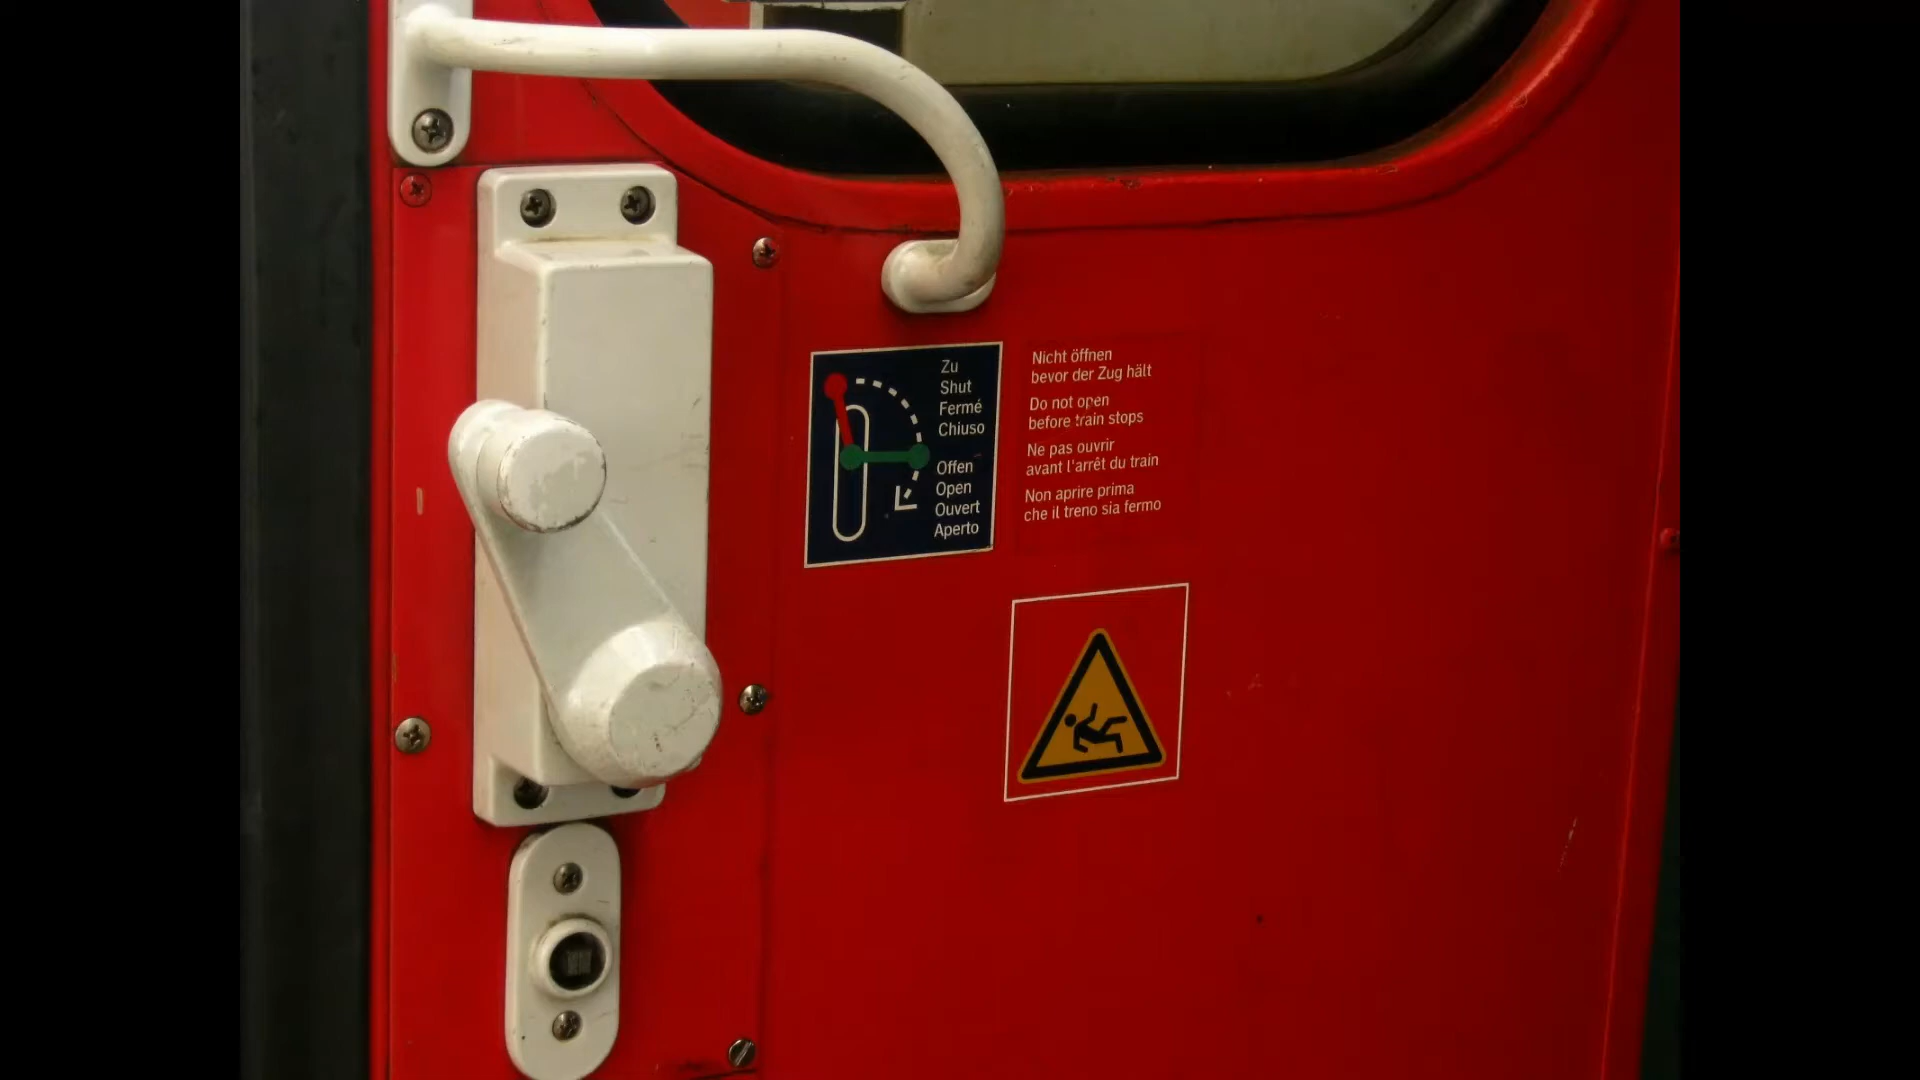 Zu
Shut
Fermé
Chiuso
Offen
Open
Ouvert
Aperto
Nicht öffnen
bevor der Zug hält
Do not open
before train stops
Ne pas ouvrir
avant l'arrêt du train
Non aprire prima
che il treno sia fermo